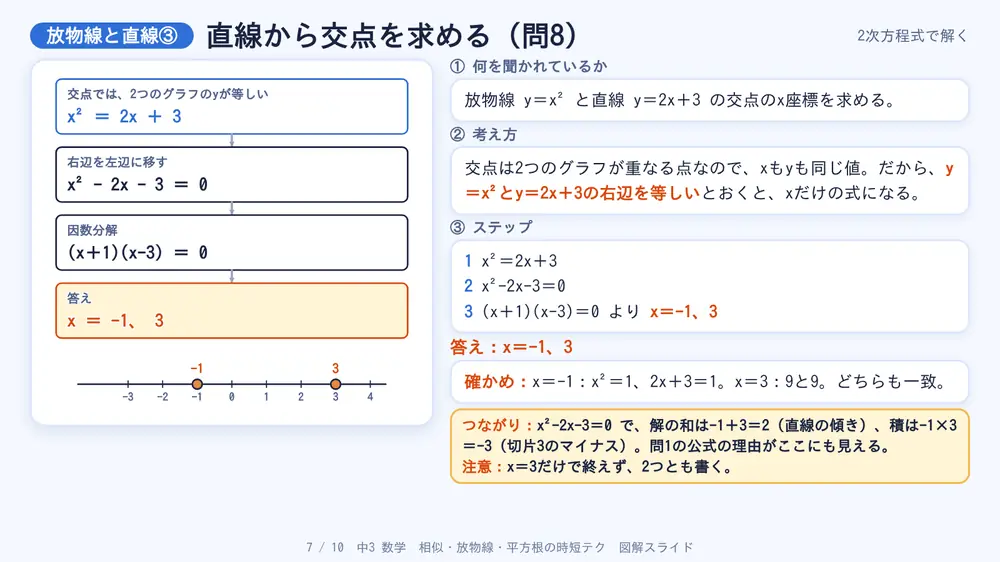 放物線と直線③
直線から交点を求める（問8）
2次方程式で解く
交点では、2つのグラフのyが等しい
x² = 2x + 3
右辺を左辺に移す
x² - 2x - 3 = 0
因数分解
(x+1)(x-3) = 0
答え
x = -1、 3
-1 3
-3 -2 -1 0 1 2 3 4
① 何を聞かれているか
放物線 y=x² と直線 y=2x+3 の交点のx座標を求める。
② 考え方
交点は2つのグラフが重なる点なので、xもyも同じ値。だから、y
=x²とy=2x+3の右辺を等しいとおくと、xだけの式になる。
③ ステップ
1 x²=2x+3
2 x²-2x-3=0
3 (x+1)(x-3)=0 より x=-1、3
答え：x=-1、3
確かめ：x=-1：x²=1、2x+3=1。x=3：9と9。どちらも一致。
つながり：x²-2x-3=0 で、解の和は-1+3=2（直線の傾き）、積は-1×3
=-3（切片3のマイナス）。問1の公式の理由がここにも見える。
注意：x=3だけで終えず、2つとも書く。
7 / 10 中3 数学 相似・放物線・平方根の時短テク 図解スライド